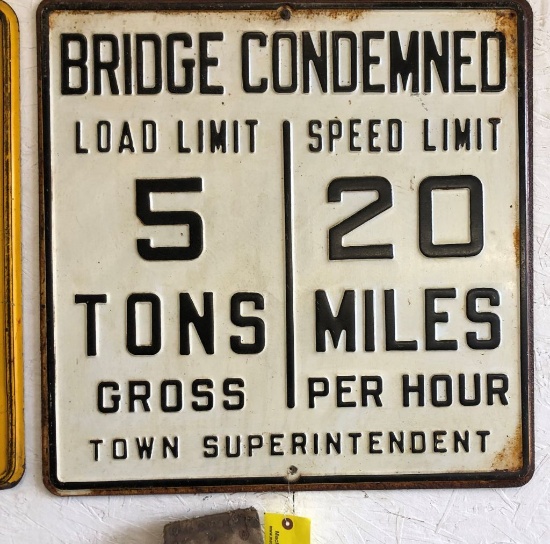 BRIDGE CONDEMNED
LOAD LIMIT
5
TONS
GROSS
SPEED LIMIT
20
MILES
PER HOUR
TOWN SUPERINTENDENT